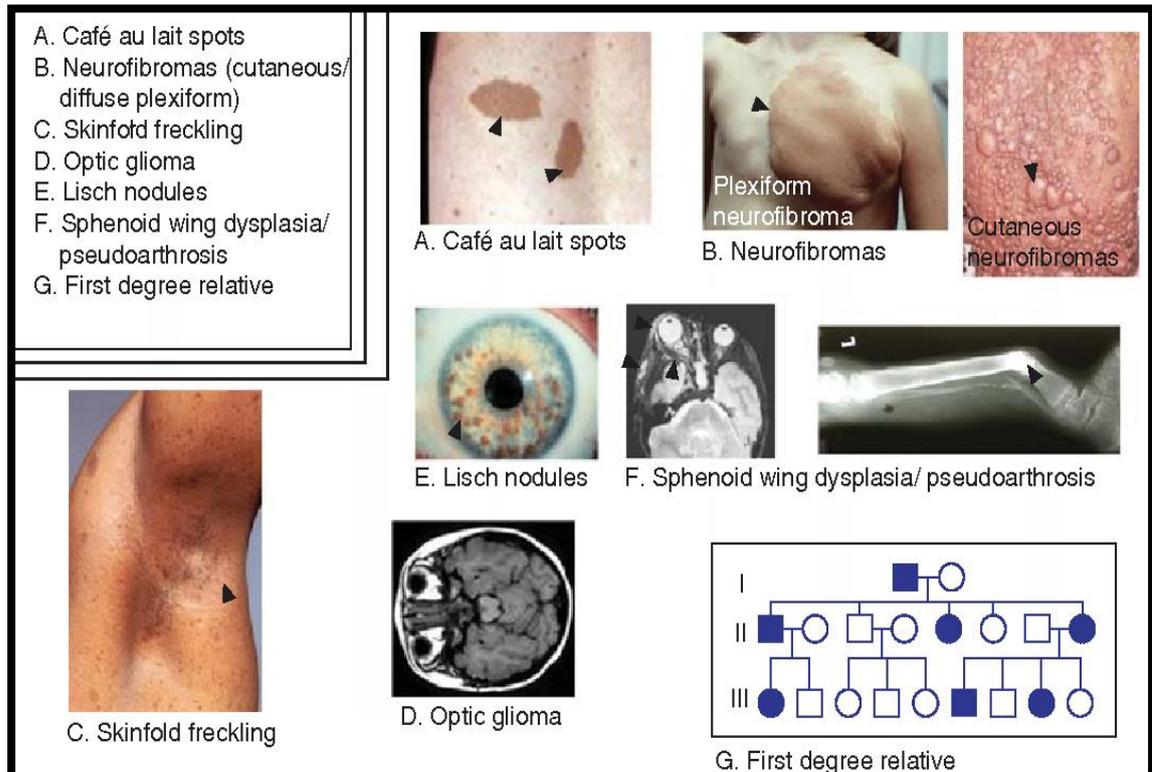 A. Café au lait spots
B. Neurofibromas (cutaneous/
diffuse plexiform)
C. Skinfold freckling
D. Optic glioma
E. Lisch nodules
F. Sphenoid wing dysplasia/
pseudoarthrosis
G. First degree relative
A. Café au lait spots
Plexiform
neurofibroma
B. Neurofibromas
Cutaneous
neurofibromas
E. Lisch nodules
L
F. Sphenoid wing dysplasia/ pseudoarthrosis
C. Skinfold freckling
D. Optic glioma
I
II
III
G. First degree relative